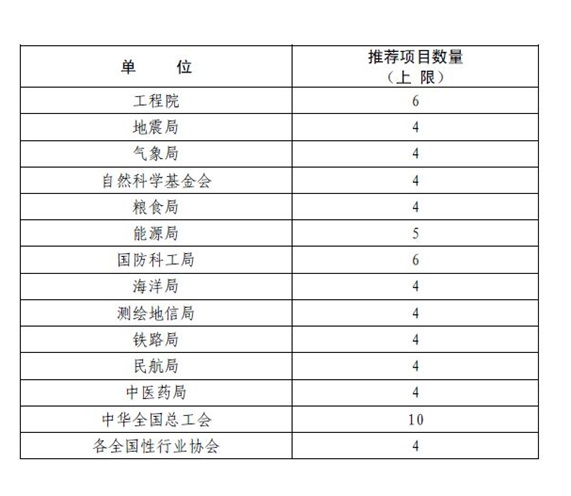 单 位 推荐项目数量
（上 限）
工程院 6
地震局 4
气象局 4
自然科学基金会 4
粮食局 4
能源局 5
国防科工局 6
海洋局 4
测绘地信局 4
铁路局 4
民航局 4
中医药局 4
中华全国总工会 10
各全国性行业协会 4